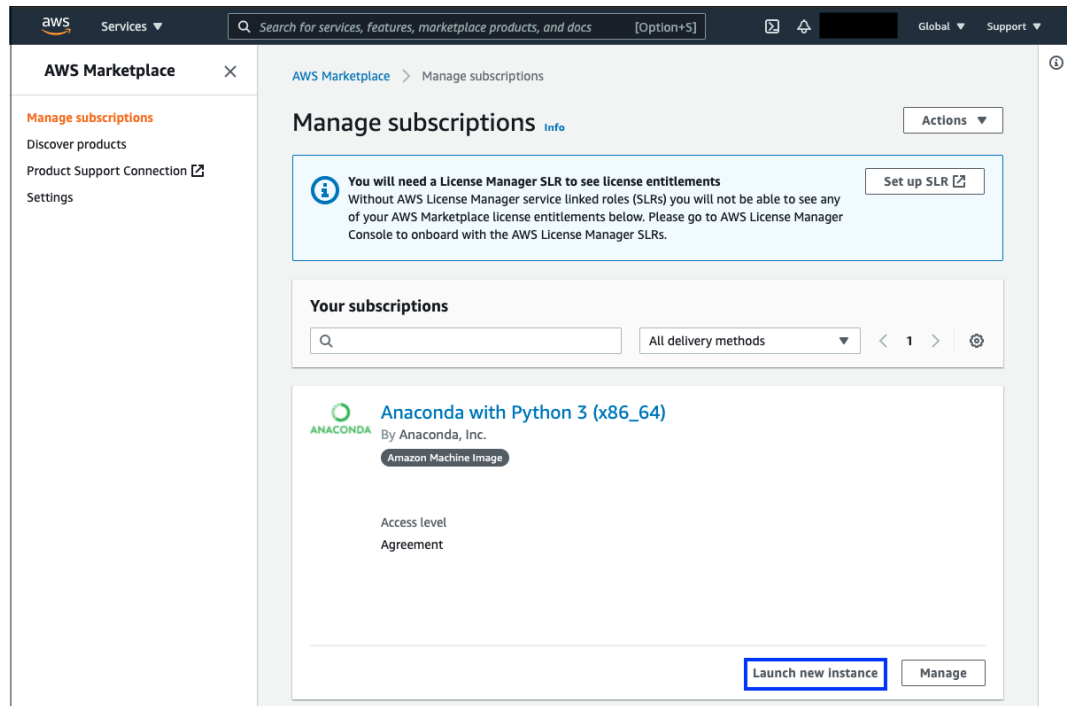 aws Services ▼ Search for services, features, marketplace products, and docs [Option+S] Global ▼ Support ▼
AWS Marketplace
Manage subscriptions
Discover products
Product Support Connection
Settings
AWS Marketplace > Manage subscriptions
Manage subscriptions Info
Actions ▼
You will need a License Manager SLR to see license entitlements
Without AWS License Manager service linked roles (SLRs) you will not be able to see any
of your AWS Marketplace license entitlements below. Please go to AWS License Manager
Console to onboard with the AWS License Manager SLRs.
Set up SLR
Your subscriptions
All delivery methods ▼ < 1 >
ANACONDA
Anaconda with Python 3 (x86_64)
By Anaconda, Inc.
Amazon Machine Image
Access level
Agreement
Launch new instance Manage